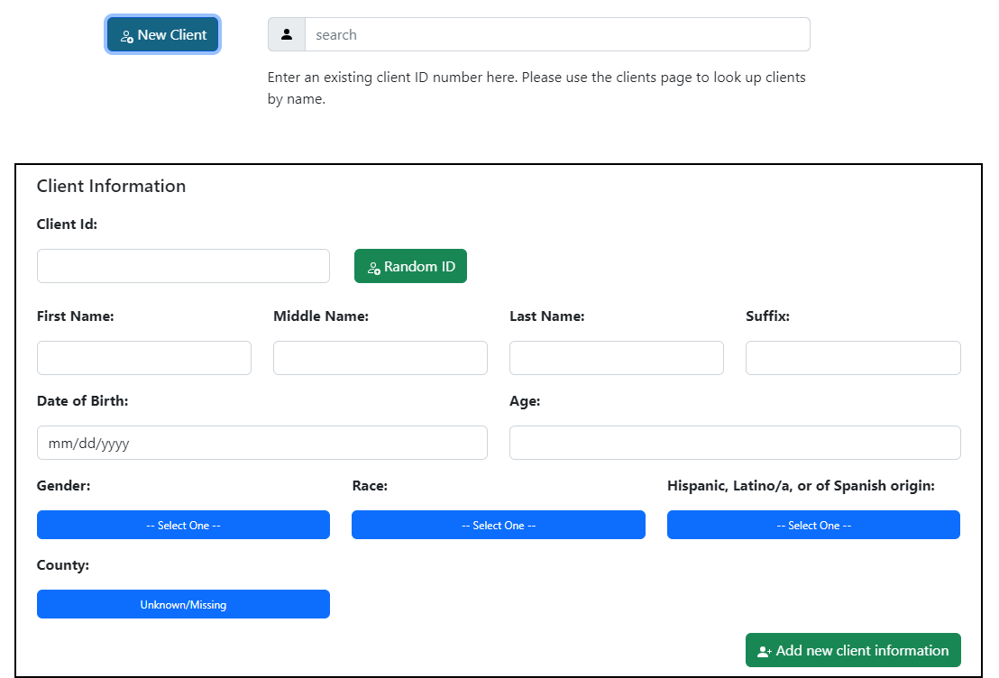 New Client
search
Enter an existing client ID number here. Please use the clients page to look up clients
by name.
Client Information
Client Id:
Random ID
First Name: Middle Name: Last Name: Suffix:
Date of Birth: Age:
mm/dd/yyyy
Gender: Race: Hispanic, Latino/a, or of Spanish origin:
-- Select One -- -- Select One -- -- Select One --
County:
Unknown/Missing
Add new client information